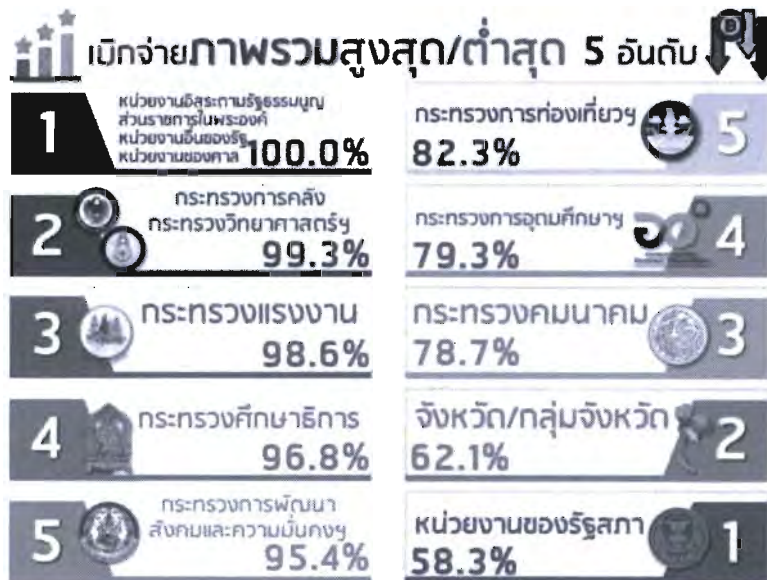 เบิกจ่ายภาพรวมสูงสุด/ต่ำสุด 5 อันดับ
1
หน่วยงานอิสระตามรัฐธรรมนูญ
ส่วนราชการในพระองค์
หน่วยงานอื่นของรัฐ
หน่วยงานของศาล 100.0%
2
กระทรวงการคลัง
กระทรวงวิทยาศาสตร์ฯ
99.3%
3
กระทรวงแรงงาน
98.6%
4
กระทรวงศึกษาธิการ
96.8%
5
กระทรวงการพัฒนา
สังคมและความมั่นคงฯ
95.4%
กระทรวงการท่องเที่ยวฯ
82.3%
5
กระทรวงการอุดมศึกษาฯ
79.3%
4
กระทรวงคมนาคม
78.7%
3
จังหวัด/กลุ่มจังหวัด
62.1%
2
หน่วยงานของรัฐสภา
58.3%
1